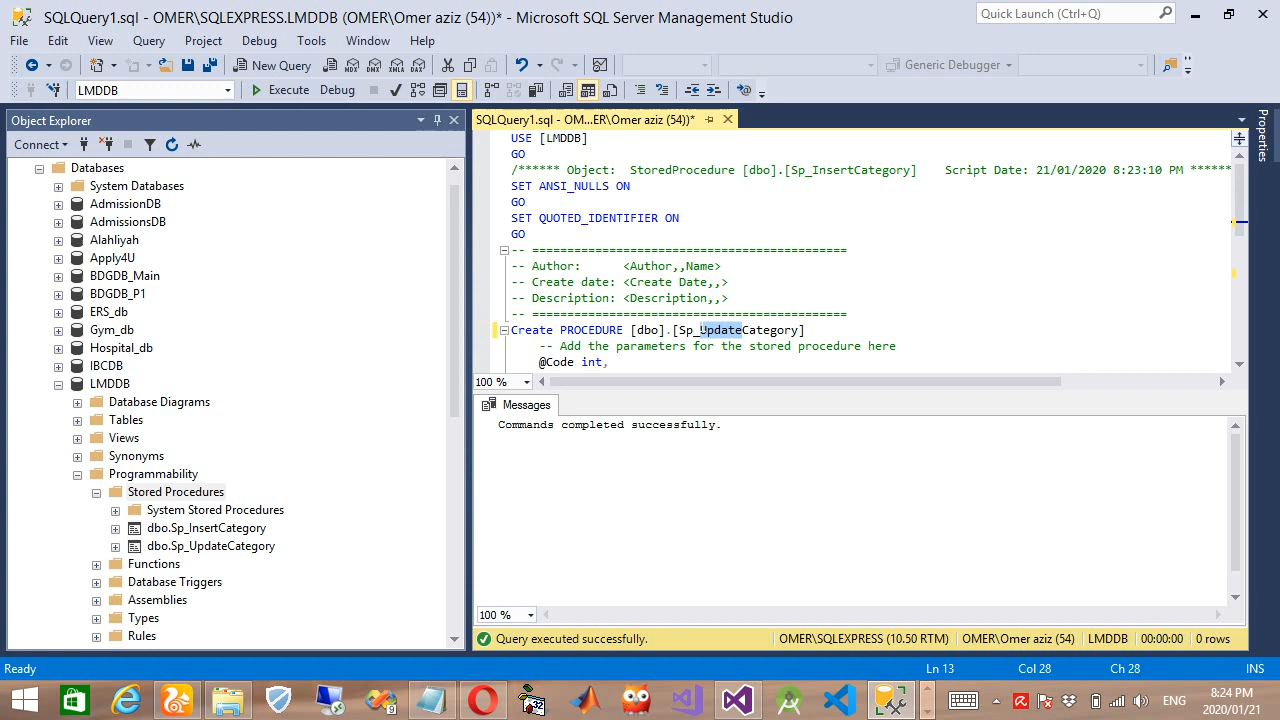 SQLQuery1.sql - OMER\SQLEXPRESS.LMDDB (OMER\Omer aziz (54))* - Microsoft SQL Server Management Studio
Quick Launch (Ctrl+Q)
File Edit View Query Project Debug Tools Window Help
New Query
MDX DMX XMLA DAX
Generic Debugger
LMDDB
Execute Debug
Object Explorer
Connect
Databases
System Databases
AdmissionDB
AdmissionsDB
Alahliyah
Apply4U
BDGDB_Main
BDGDB_P1
ERS_db
Gym_db
Hospital_db
IBCDB
LMDDB
Database Diagrams
Tables
Views
Synonyms
Programmability
Stored Procedures
System Stored Procedures
dbo.Sp_InsertCategory
dbo.Sp_UpdateCategory
Functions
Database Triggers
Assemblies
Types
Rules
SQLQuery1.sql - OM...ER\Omer aziz (54))*
USE [LMDDB]
GO
/****** Object:  StoredProcedure [dbo].[Sp_InsertCategory]    Script Date: 21/01/2020 8:23:10 PM ******
SET ANSI_NULLS ON
GO
SET QUOTED_IDENTIFIER ON
GO
-- =============================================
-- Author:      <Author,,Name>
-- Create date: <Create Date,,>
-- Description: <Description,,>
-- =============================================
Create PROCEDURE [dbo].[Sp_UpdateCategory]
-- Add the parameters for the stored procedure here
@Code int,
100 %
Messages
Commands completed successfully.
100 %
Query executed successfully.
OMER\SQLEXPRESS (10.50 RTM) OMER\Omer aziz (54) LMDDB 00:00:00 0 rows
Properties
Ready
Ln 13 Col 28 Ch 28 INS
32
ENG
8:24 PM
2020/01/21